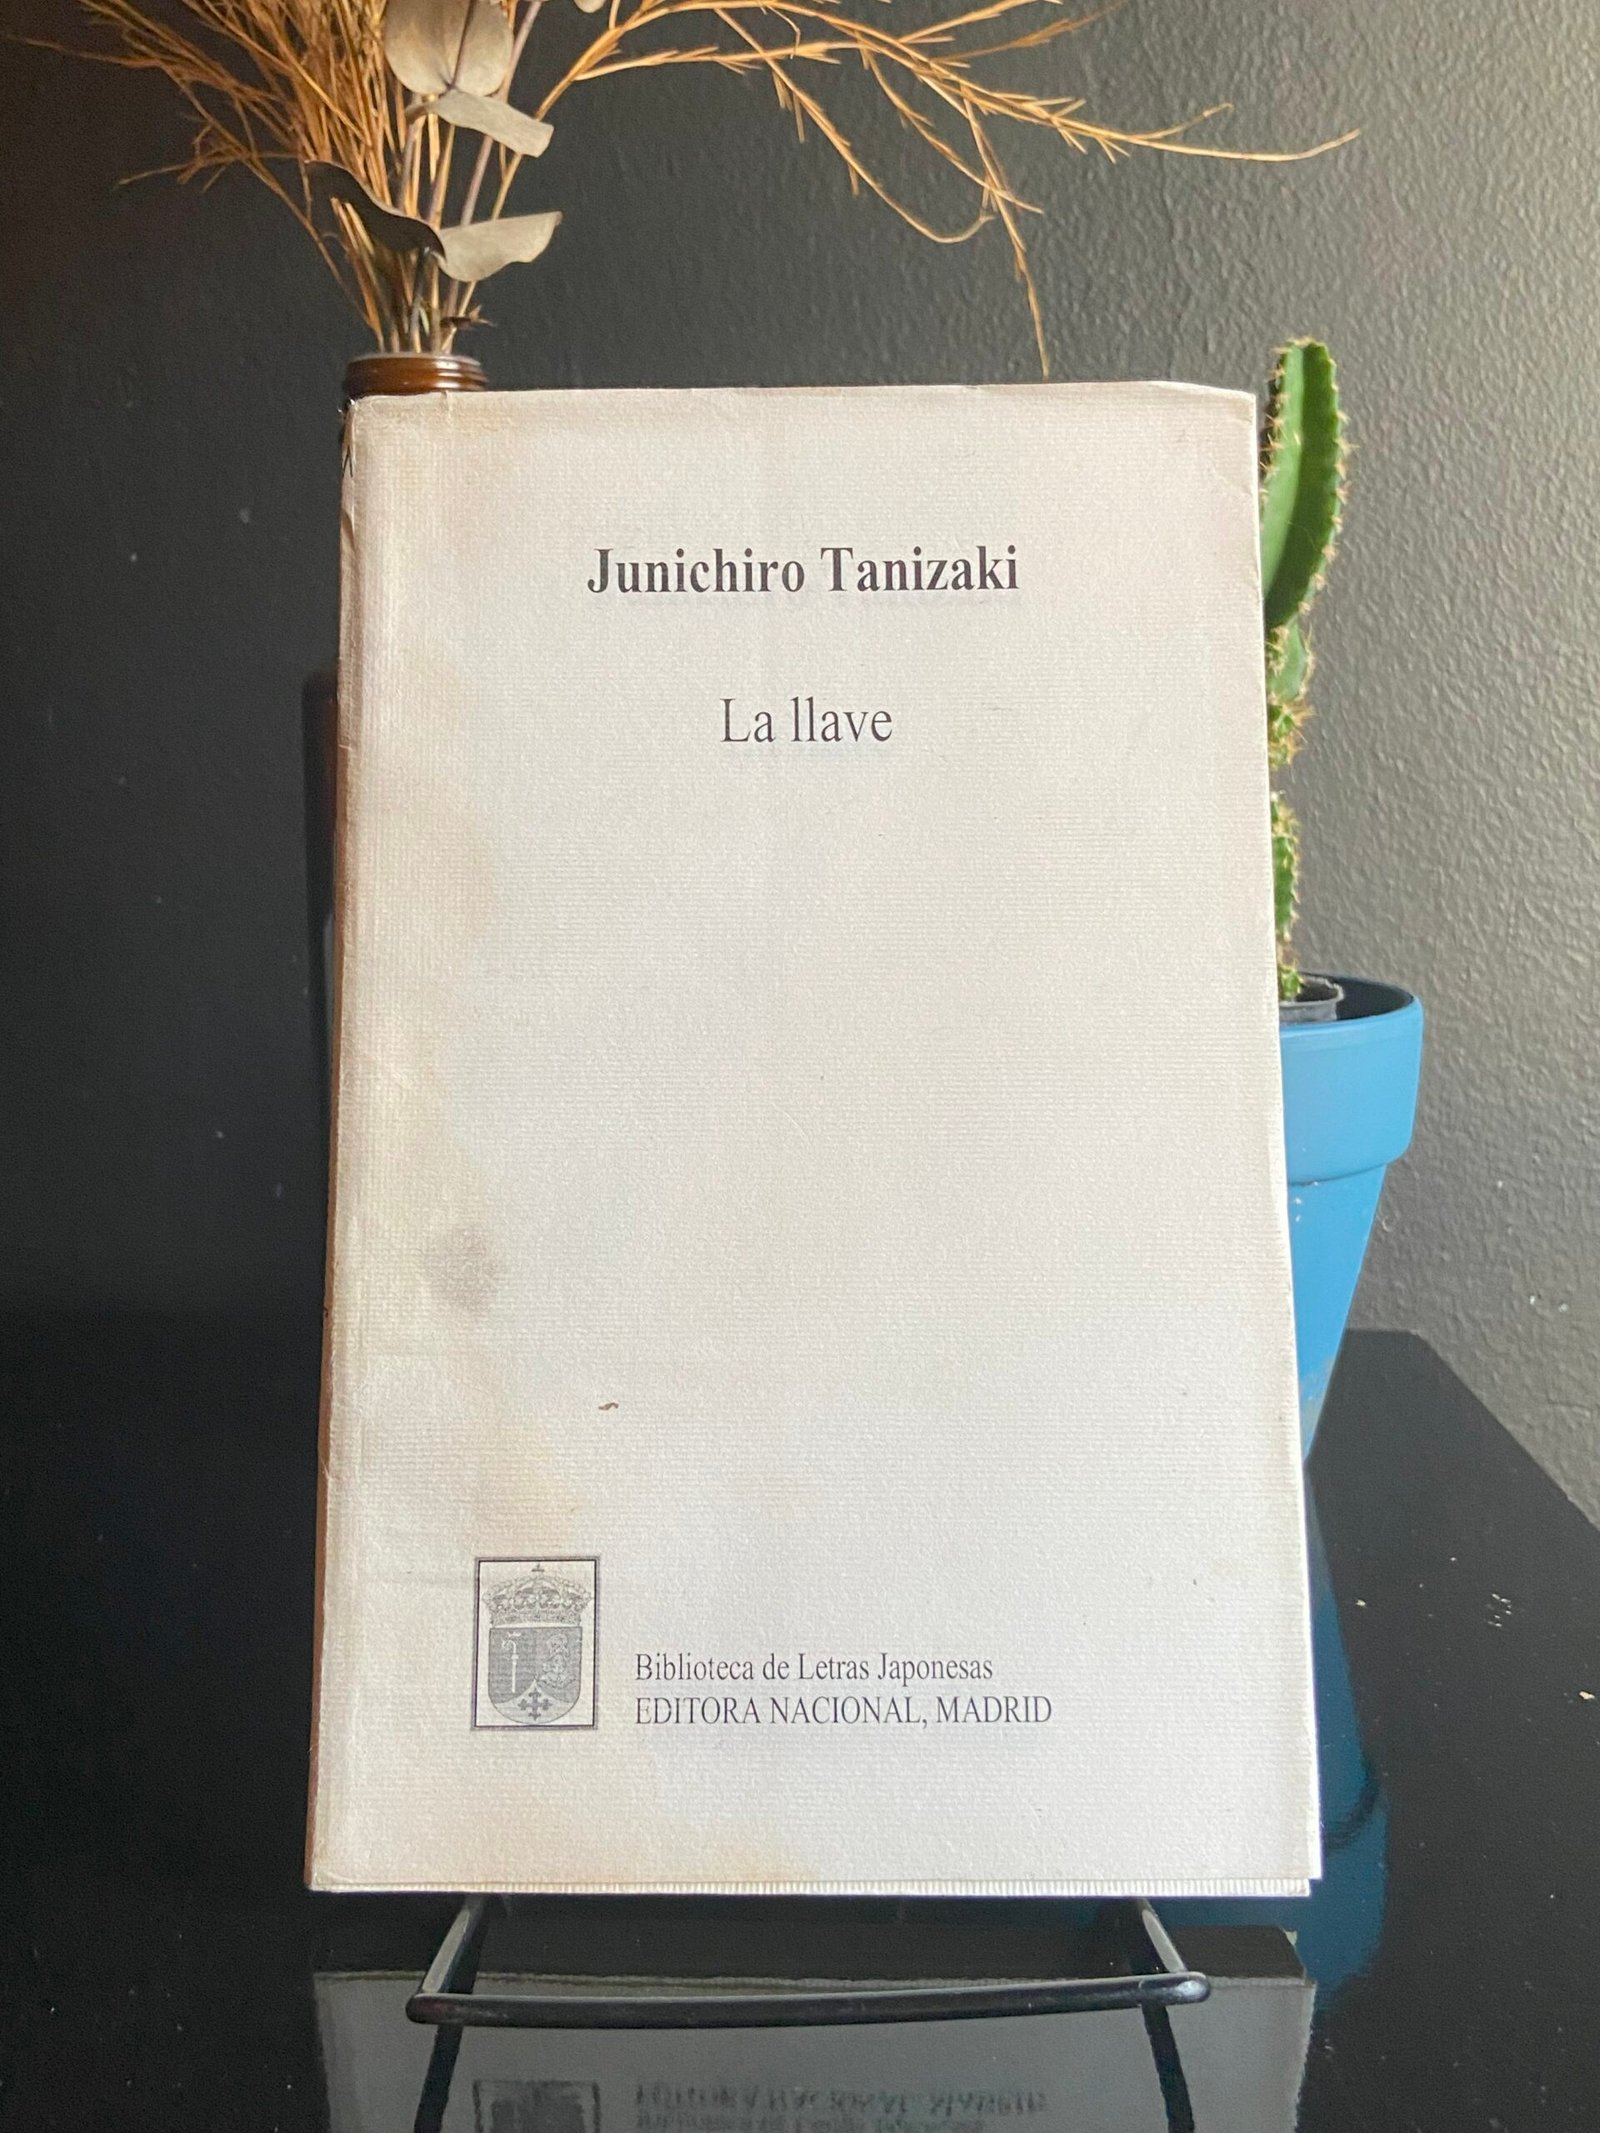 Junichiro Tanizaki
La llave
Biblioteca de Letras Japonesas
EDITORA NACIONAL, MADRID